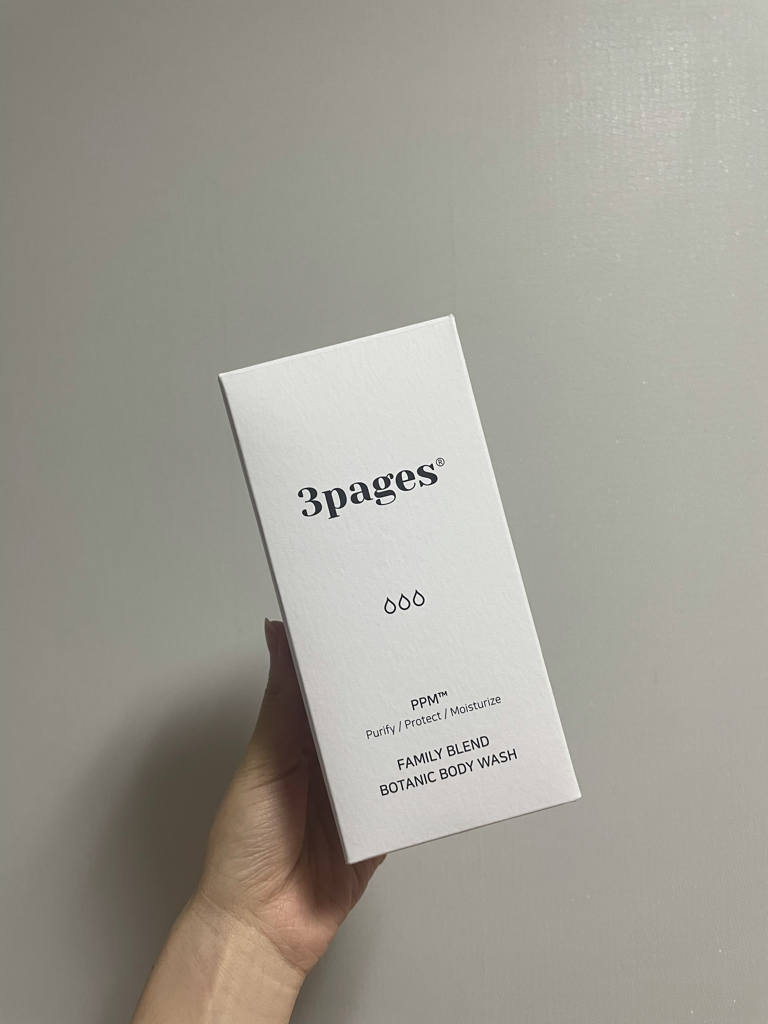 3pages®
PPM™
Purify / Protect / Moisturize
FAMILY BLEND
BOTANIC BODY WASH